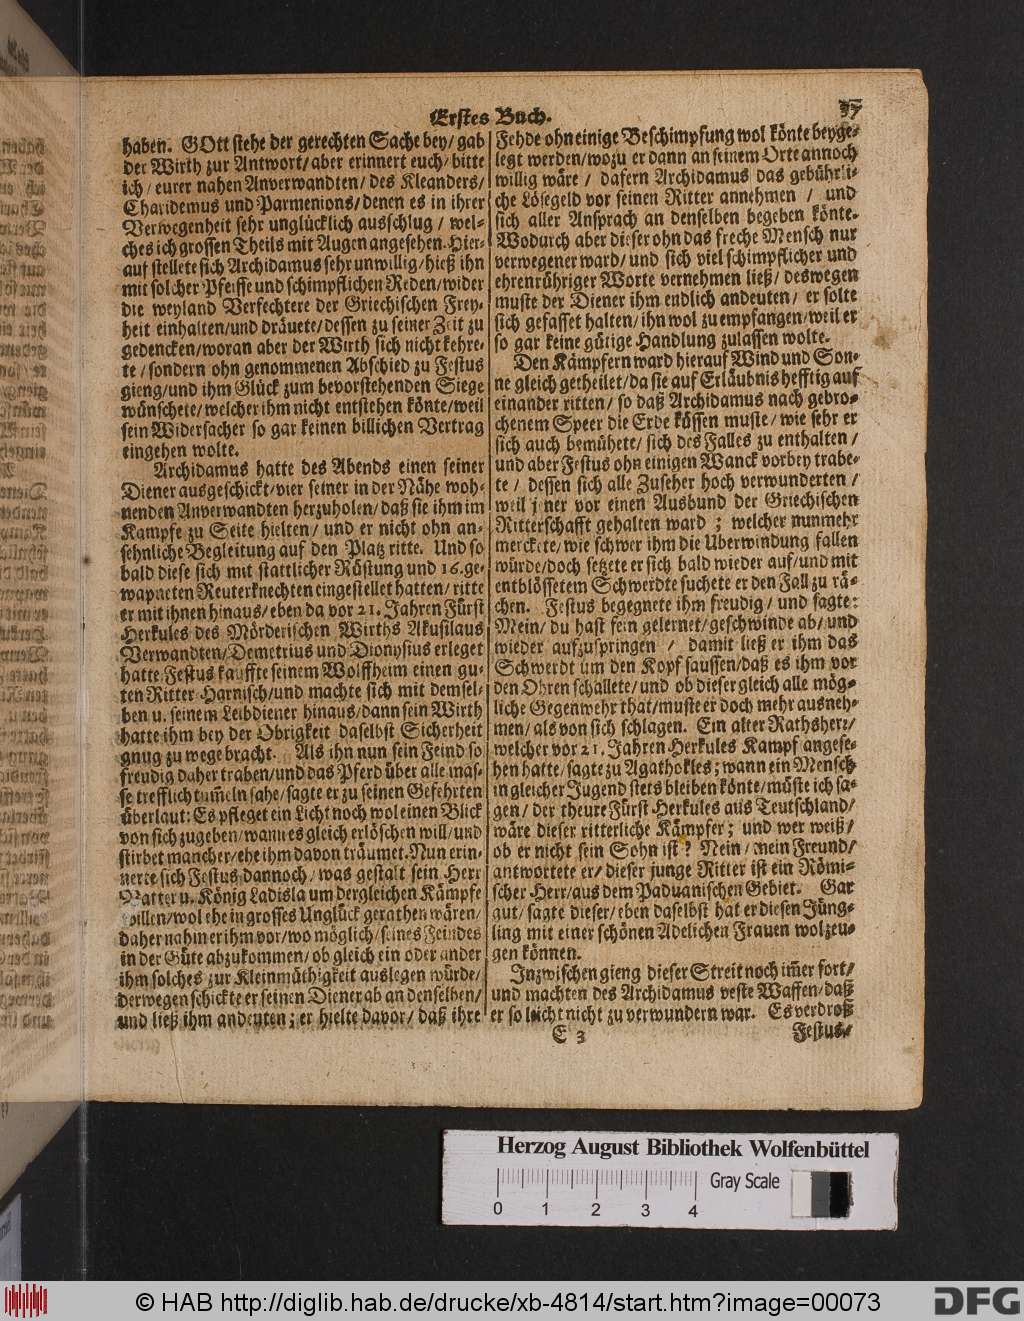 Erstes Buch.
37
haben. GOtt stehe der gerechten Sache bey/ gab
der Wirth zur Antwort/ aber erinnert euch/ bitte
ich/ eurer nahen Anverwandten/ des Kleanders/
Charidemus und Parmenions/ denen es in ihrer
Verwegenheit sehr unglücklich ausschlug/ wel-
ches ich grossen Theils mit Augen angesehen. Hier-
auf stellete sich Archidamus sehr unwillig/ hieß ihn
mit solcher Pfeiffe und schimpflichen Reden/ wider
die weyland Verfechtere der Griechischen Frey-
heit einhalten/ und dräuete/ dessen zu seiner Zeit zu
gedencken/ woran aber der Wirth sich nicht kehre-
te/ sondern ohn genommenen Abschied zu Festus
gieng/ und ihm Glück zum bevorstehenden Siege
wünschete/ welcher ihm nicht entstehen könte/ weil
sein Widersacher so gar keinen billichen Vertrag
eingehen wolte.
Archidamus hatte des Abends einen seiner
Diener ausgeschickt/ vier seiner in der Nähe woh-
nenden Anverwandten herzuholen/ daß sie ihm im
Kampfe zu Seite hielten/ und er nicht ohn an-
sehnliche Begleitung auf den Platz ritte. Und so
bald diese sich mit stattlicher Rüstung und 16. ge-
wapneten Reuterknechten eingestellet hatten/ ritte
er mit ihnen hinaus/ eben da vor 21. Jahren Fürst
Herkules des Mörderischen Wirths Akusilaus
Verwandten/ Demetrius und Dionysius erleget
hatte/ Festus kauffte seinem Wolffheim einen gu-
ten Ritter-Harnisch/ und machte sich mit demsel-
ben u. seinem Leibdiener hinaus/ dann sein Wirth
hatte ihm bey der Obrigkeit daselbst Sicherheit
gnug zu wege bracht. Als ihn nun sein Feind so
freudig daher traben/ und das Pferd über alle mas-
se trefflich tum̃eln sahe/ sagte er zu seinen Gefehrten
überlaut: Es pfleget ein Licht noch wol einen Blick
von sich zugeben/ wann es gleich erlöschen will/ und
stirbet mancher/ ehe ihm davon träumet. Nun erin-
nerte sich Festus dannoch/ was gestalt sein Herr
Vatter u. König Ladisla um dergleichen Kämpfe
willen/ wol ehe in grosses Unglück gerathen wären/
daher nahm er ihm vor/ wo möglich/ seines Feindes
in der Güte abzukommen/ ob gleich ein oder ander
ihm solches zur Kleinmüthigkeit auslegen würde/
derwegen schickte er seinen Diener ab an denselben/
und ließ ihm andeuten; er hielte davor/ daß ihre
Fehde ohn einige Beschimpfung wol könte beyge-
legt werden/ wozu er dann an seinem Orte annoch
willig wäre/ dafern Archidamus das gebührli-
che Lösegeld vor seinen Ritter annehmen/ und
sich aller Ansprach an denselben begeben könte.
Wodurch aber dieser ohn das freche Mensch nur
verwegener ward/ und sich viel schimpflicher und
ehrenrühriger Worte vernehmen ließ/ deswegen
muste der Diener ihm endlich andeuten/ er solte
sich gefasset halten/ ihn wol zu empfangen/ weil er
so gar keine gütige Handlung zulassen wolte.
Den Kämpfern ward hierauf Wind und Son-
ne gleich getheilet/ da sie auf Erläubnis hefftig auf
einander ritten/ so daß Archidamus nach gebro-
chenem Speer die Erde küssen muste/ wie sehr er
sich auch bemühete/ sich des Falles zu enthalten/
und aber Festus ohn einigen Wanck vorbey trabe-
te/ dessen sich alle Zuseher hoch verwunderten/
weil jener vor einen Ausbund der Griechischen
Ritterschafft gehalten ward; welcher nunmehr
merckete/ wie schwer ihm die Uberwindung fallen
würde/ doch setzete er sich bald wieder auf/ und mit
entblössetem Schwerdte suchete er den Fall zu rä-
chen. Festus begegnete ihm freudig/ und sagte:
Mein/ du hast fein gelernet/ geschwinde ab/ und
wieder aufzuspringen/ damit ließ er ihm das
Schwerdt um den Kopf saussen/ daß es ihm vor
den Ohren schallete/ und ob dieser gleich alle mög-
liche Gegenwehr that/ muste er doch mehr ausneh-
men/ als von sich schlagen. Ein alter Rathsherr/
welcher vor 21. Jahren Herkules Kampf angese-
hen hatte/ sagte zu Agathokles; wann ein Mensch
in gleicher Jugend stets bleiben könte/ müste ich sa-
gen/ der theure Fürst Herkules aus Teutschland/
wäre dieser ritterliche Kämpfer; und wer weiß/
ob er nicht sein Sohn ist? Nein/ mein Freund/
antwortete er/ dieser junge Ritter ist ein Römi-
scher Herr/ aus dem Paduanischen Gebiet. Gar
gut/ sagte dieser/ eben daselbst hat er diesen Jüng-
ling mit einer schönen Adelichen Frauen wol zeu-
gen können.
Inzwischen gieng dieser Streit noch im̃er fort/
und machten des Archidamus veste Waffen/ daß
er so leicht nicht zu verwundern war. Es verdroß
E 3
Festus/
Herzog August Bibliothek Wolfenbüttel
0 1 2 3 4
Gray Scale
© HAB http://diglib.hab.de/drucke/xb-4814/start.htm?image=00073
DFG